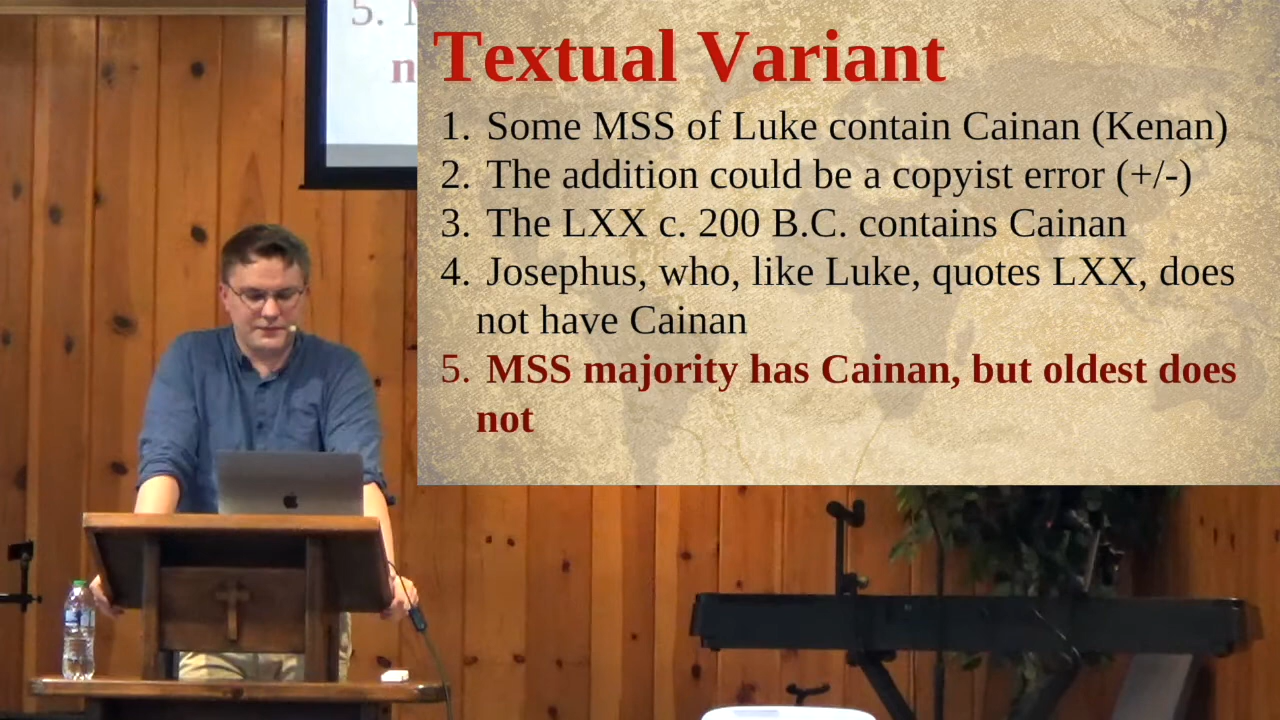 5.
n
Textual Variant
1. Some MSS of Luke contain Cainan (Kenan)
2. The addition could be a copyist error (+/-)
3. The LXX c. 200 B.C. contains Cainan
4. Josephus, who, like Luke, quotes LXX, does
not have Cainan
5. MSS majority has Cainan, but oldest does
not